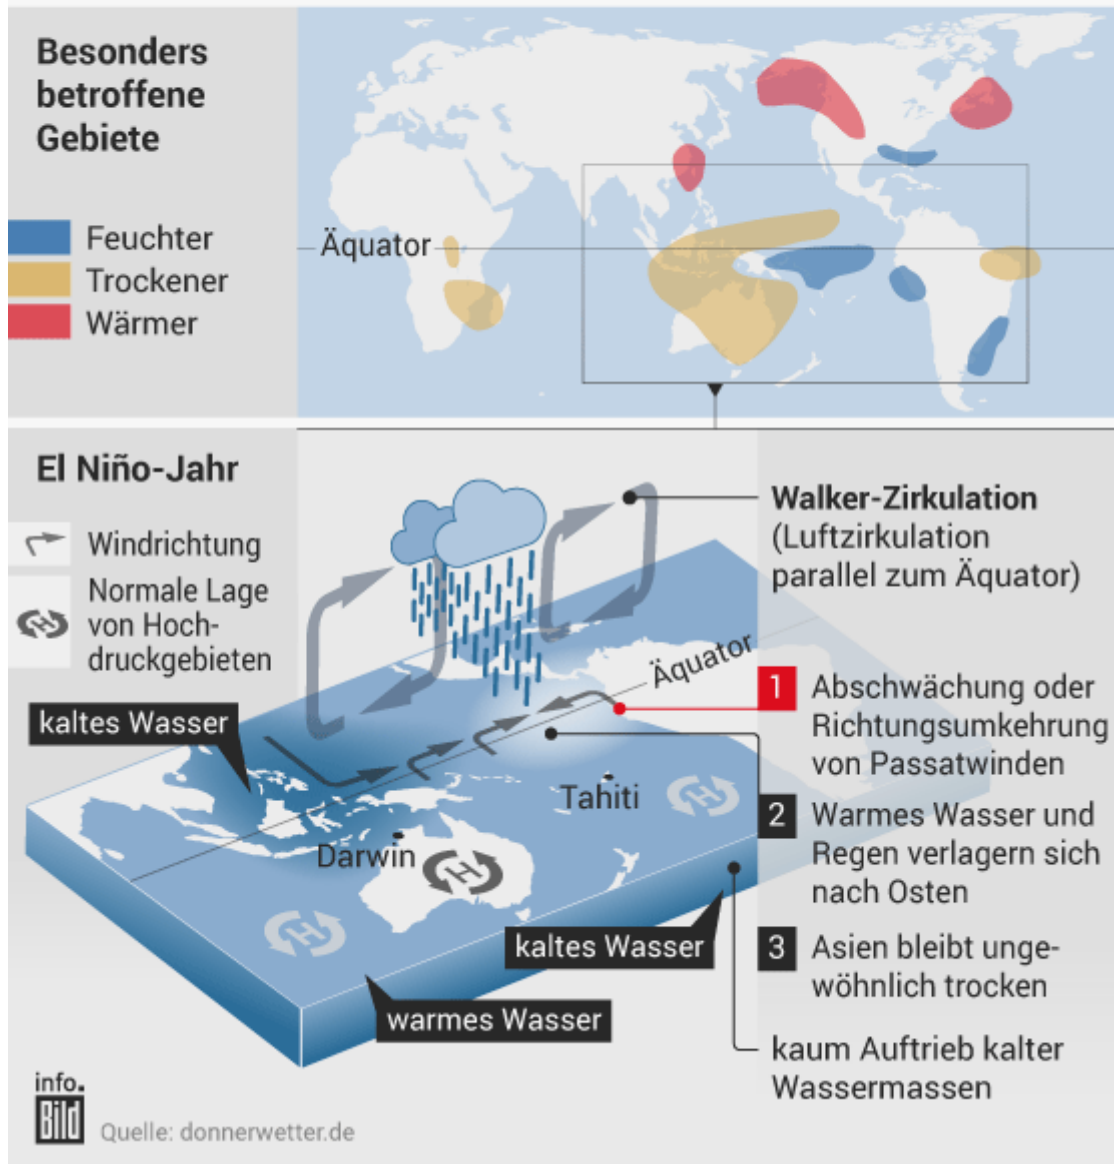 Besonders
betroffene
Gebiete
Feuchter
Trockener
Wärmer
Äquator
El Niño-Jahr
Windrichtung
Normale Lage
von Hoch-
druckgebieten
Walker-Zirkulation
(Luftzirkulation
parallel zum Äquator)
Äquator
1 Abschwächung oder
Richtungsumkehrung
von Passatwinden
kaltes Wasser
Tahiti
2 Warmes Wasser und
Regen verlagern sich
nach Osten
Darwin
H
H
H
kaltes Wasser
3 Asien bleibt unge-
wöhnlich trocken
warmes Wasser
kaum Auftrieb kalter
Wassermassen
info.
Bild
Quelle: donnerwetter.de